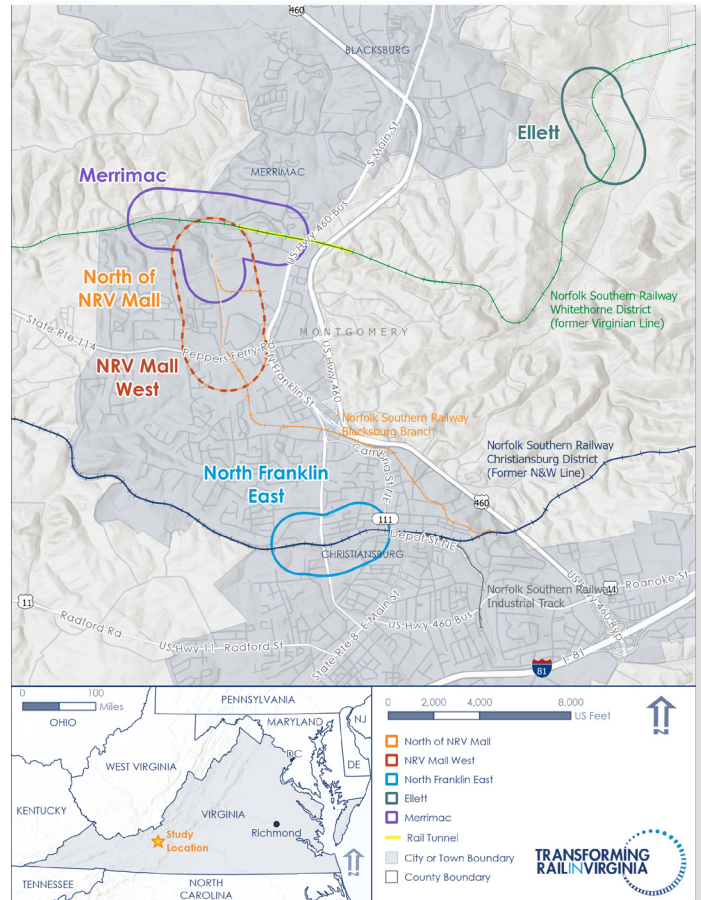 460
BLACKSBURG
Ellett
S Main St
Merrimac
MERRIMAC
US Hwy 460-Bus
North of
NRV Mall
Norfolk Southern Railway
Whitethorne District
(former Virginian Line)
MONTGOMERY
State Rte-114
Peppers Ferry Rd
NRV Mall
West
N Franklin St
US Hwy-460
Norfolk Southern Railway
Blacksburg Branch
Cambria St NE
Norfolk Southern Railway
Christiansburg District
(Former N&W Line)
North Franklin
East
460
111
Depot St NE
CHRISTIANSBURG
Norfolk Southern Railway
Industrial Track
11
Roanoke St
US Hwy-460-Byp
11
Radford Rd
US-Hwy-11
Radford St
State Rte 8
E Main St
US-Hwy-460-Bus
I-81
81
0 100
Miles
PENNSYLVANIA
OHIO
MARYLAND
NJ
DC
DE
WEST VIRGINIA
KENTUCKY
VIRGINIA
Richmond
Study
Location
N
TENNESSEE
NORTH
CAROLINA
0 2,000 4,000 8,000
US Feet
N
North of NRV Mall
NRV Mall West
North Franklin East
Ellett
Merrimac
Rail Tunnel
City or Town Boundary
County Boundary
TRANSFORMING
RAILINVIRGINIA